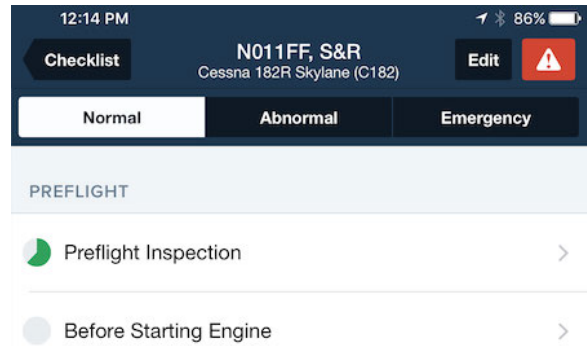 12:14 PM 86%
Checklist N011FF, S&R Edit
Cessna 182R Skylane (C182)
Normal Abnormal Emergency
PREFLIGHT
Preflight Inspection
Before Starting Engine